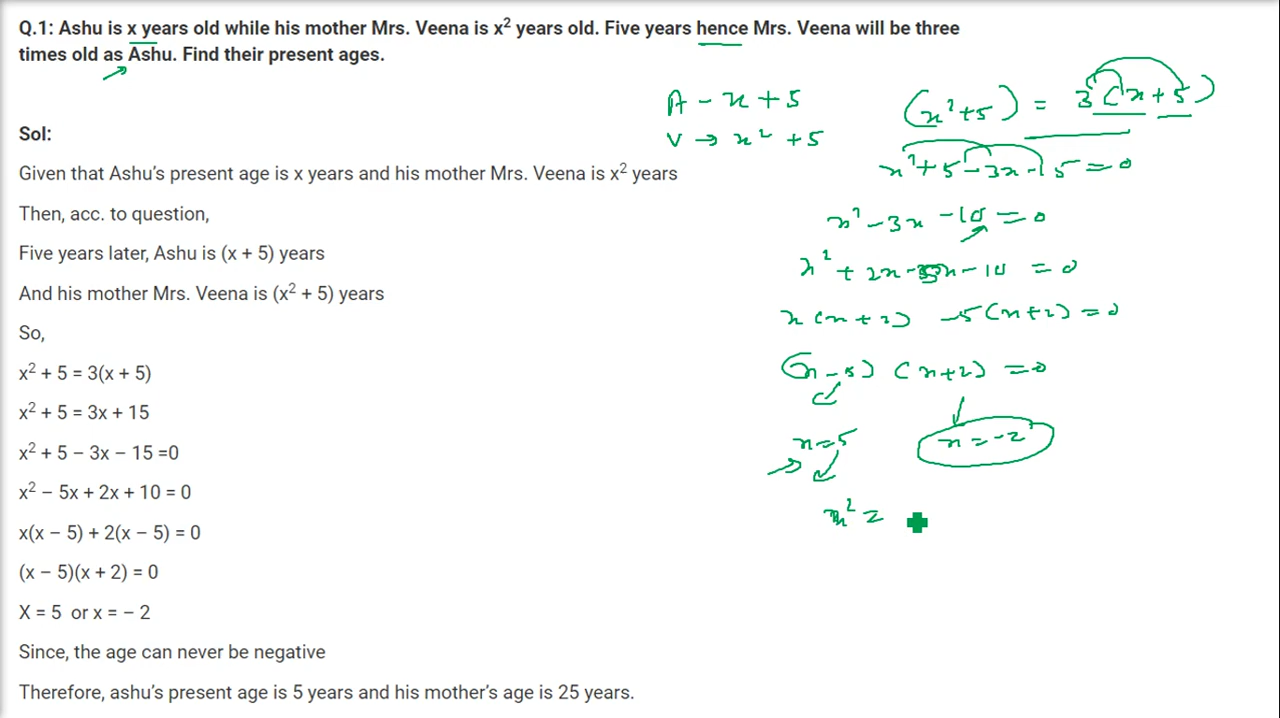 Q.1: Ashu is x years old while his mother Mrs. Veena is x² years old. Five years hence Mrs. Veena will be three
times old as Ashu. Find their present ages.
Sol:
Given that Ashu's present age is x years and his mother Mrs. Veena is x² years
Then, acc. to question,
Five years later, Ashu is (x + 5) years
And his mother Mrs. Veena is (x² + 5) years
So,
x² + 5 = 3(x + 5)
x² + 5 = 3x + 15
x² + 5 − 3x − 15 =0
x² − 5x + 2x + 10 = 0
x(x − 5) + 2(x − 5) = 0
(x − 5)(x + 2) = 0
X = 5 or x = − 2
Since, the age can never be negative
Therefore, ashu's present age is 5 years and his mother's age is 25 years.
A - x + 5
V → x² + 5
(x² + 5) = 3(x + 5)
x² + 5 - 3x - 15 = 0
x² - 3x - 10 = 0
x² + 2x - 5x - 10 = 0
x(x + 2) - 5(x + 2) = 0
(x - 5) (x + 2) = 0
x = 5 x = -2
x² =